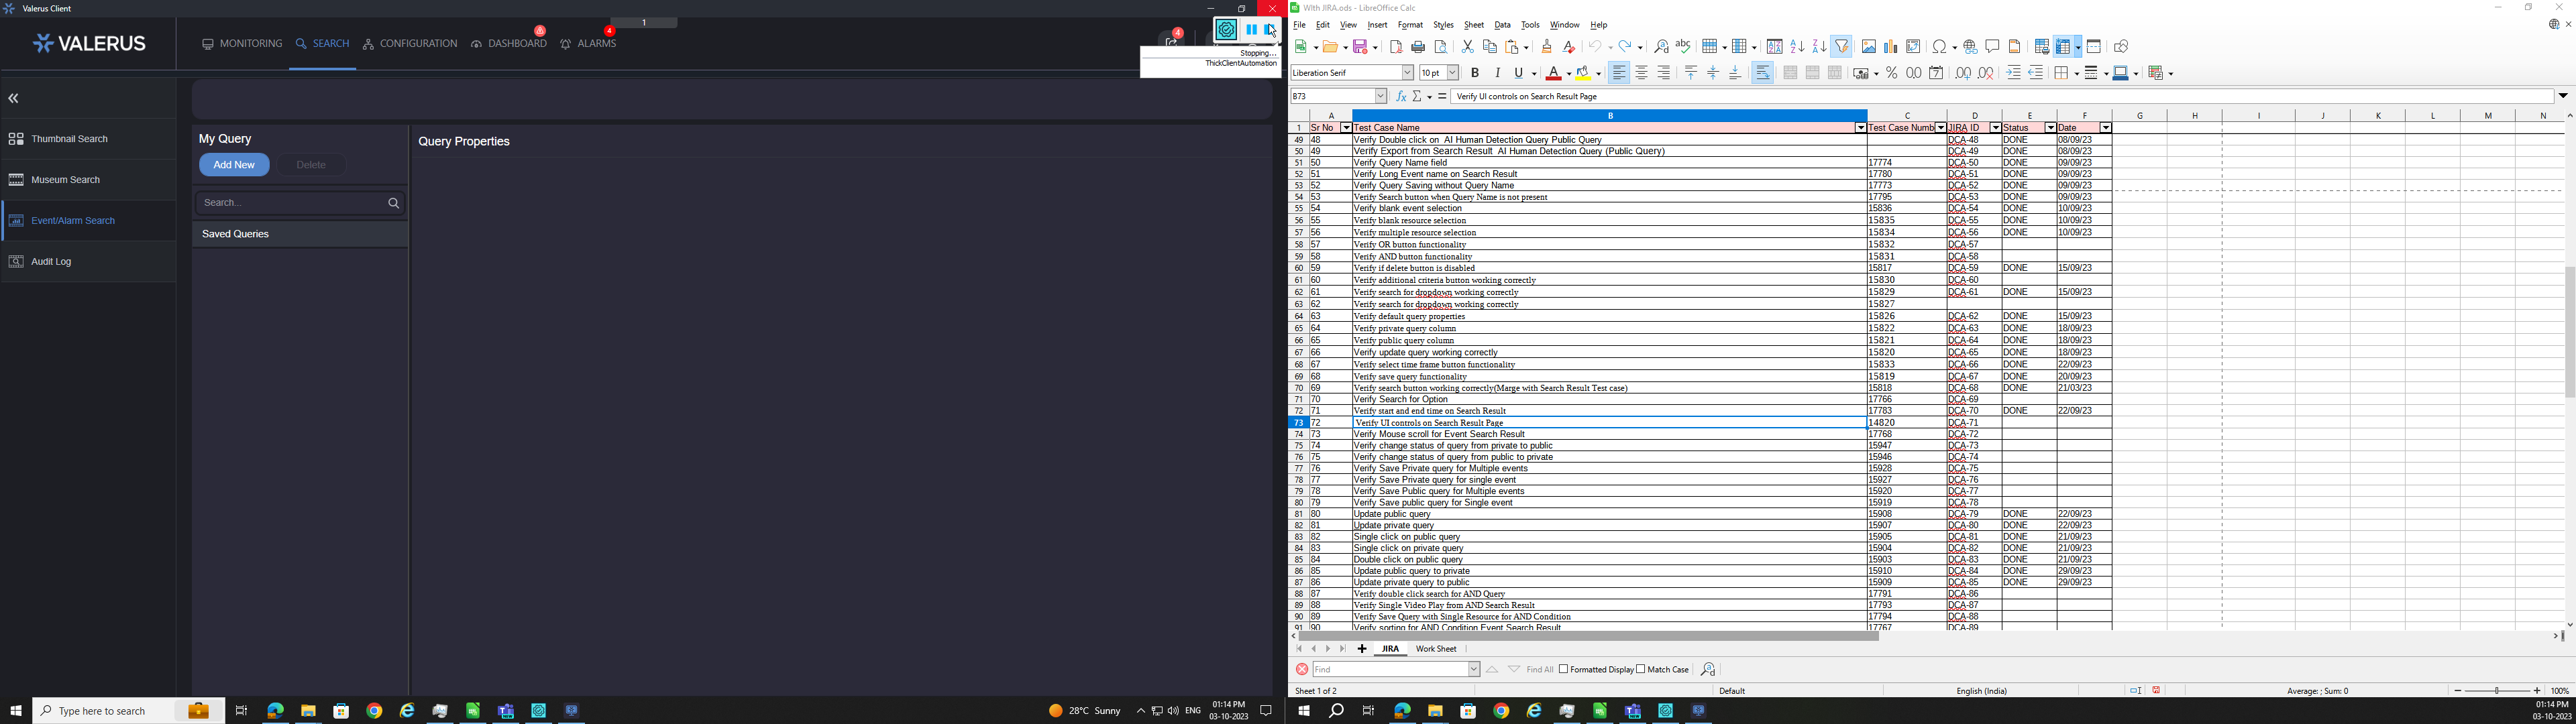 Valerus Client
1
VALERUS
MONITORING
SEARCH
CONFIGURATION
DASHBOARD
ALARMS
4
4
Stopping...
ThickClientAutomation
Thumbnail Search
Museum Search
Event/Alarm Search
Audit Log
My Query
Add New
Delete
Search...
Saved Queries
Query Properties
Type here to search
28°C Sunny
ENG
01:14 PM
03-10-2023
With JIRA.ods - LibreOffice Calc
File Edit View Insert Format Styles Sheet Data Tools Window Help
Liberation Serif
10 pt
B73
Verify UI controls on Search Result Page
A B C D E F G H I J K L M N
1 Sr No Test Case Name Test Case Numb JIRA ID Status Date
49 48 Verify Double click on AI Human Detection Query Public Query DCA-48 DONE 08/09/23
50 49 Verify Export from Search Result AI Human Detection Query (Public Query) DCA-49 DONE 08/09/23
51 50 Verify Query Name field 17774 DCA-50 DONE 09/09/23
52 51 Verify Long Event name on Search Result 17780 DCA-51 DONE 09/09/23
53 52 Verify Query Saving without Query Name 17773 DCA-52 DONE 09/09/23
54 53 Verify Search button when Query Name is not present 17795 DCA-53 DONE 09/09/23
55 54 Verify blank event selection 15836 DCA-54 DONE 10/09/23
56 55 Verify blank resource selection 15835 DCA-55 DONE 10/09/23
57 56 Verify multiple resource selection 15834 DCA-56 DONE 10/09/23
58 57 Verify OR button functionality 15832 DCA-57
59 58 Verify AND button functionality 15831 DCA-58
60 59 Verify if delete button is disabled 15817 DCA-59 DONE 15/09/23
61 60 Verify additional criteria button working correctly 15830 DCA-60
62 61 Verify search for dropdown working correctly 15829 DCA-61 DONE 15/09/23
63 62 Verify search for dropdown working correctly 15827
64 63 Verify default query properties 15826 DCA-62 DONE 15/09/23
65 64 Verify private query column 15822 DCA-63 DONE 18/09/23
66 65 Verify public query column 15821 DCA-64 DONE 18/09/23
67 66 Verify update query working correctly 15820 DCA-65 DONE 18/09/23
68 67 Verify select time frame button functionality 15833 DCA-66 DONE 22/09/23
69 68 Verify save query functionality 15819 DCA-67 DONE 20/09/23
70 69 Verify search button working correctly(Marge with Search Result Test case) 15818 DCA-68 DONE 21/03/23
71 70 Verify Search for Option 17766 DCA-69
72 71 Verify start and end time on Search Result 17783 DCA-70 DONE 22/09/23
73 72 Verify UI controls on Search Result Page 14820 DCA-71
74 73 Verify Mouse scroll for Event Search Result 17768 DCA-72
75 74 Verify change status of query from private to public 15947 DCA-73
76 75 Verify change status of query from public to private 15946 DCA-74
77 76 Verify Save Private query for Multiple events 15928 DCA-75
78 77 Verify Save Private query for single event 15927 DCA-76
79 78 Verify Save Public query for Multiple events 15920 DCA-77
80 79 Verify Save public query for Single event 15919 DCA-78
81 80 Update public query 15908 DCA-79 DONE 22/09/23
82 81 Update private query 15907 DCA-80 DONE 22/09/23
83 82 Single click on public query 15905 DCA-81 DONE 21/09/23
84 83 Single click on private query 15904 DCA-82 DONE 21/09/23
85 84 Double click on public query 15903 DCA-83 DONE 21/09/23
86 85 Update public query to private 15910 DCA-84 DONE 29/09/23
87 86 Update private query to public 15909 DCA-85 DONE 29/09/23
88 87 Verify double click search for AND Query 17791 DCA-86
89 88 Verify Single Video Play from AND Search Result 17793 DCA-87
90 89 Verify Save Query with Single Resource for AND Condition 17794 DCA-88
91 90 Verify sorting for AND Condition Event Search Result 17767 DCA-89
JIRA Work Sheet
Find
Find All Formatted Display Match Case
Sheet 1 of 2 Default English (India) Average: ; Sum: 0 100%
01:14 PM
03-10-2023